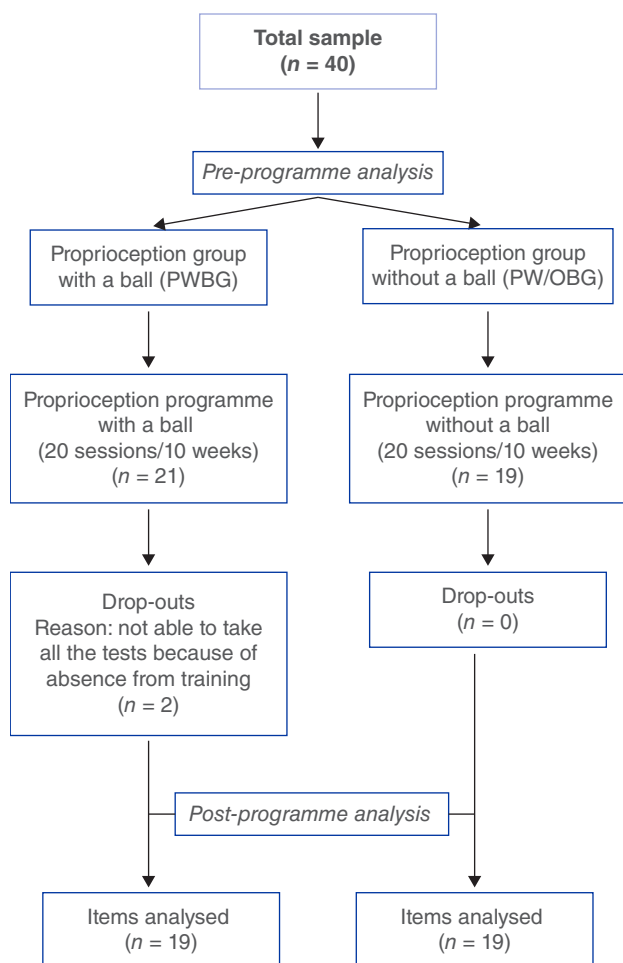 Total sample
(n = 40)
Pre-programme analysis
Proprioception group
with a ball (PWBG)
Proprioception group
without a ball (PW/OBG)
Proprioception programme
with a ball
(20 sessions/10 weeks)
(n = 21)
Proprioception programme
without a ball
(20 sessions/10 weeks)
(n = 19)
Drop-outs
Reason: not able to take
all the tests because of
absence from training
(n = 2)
Drop-outs
(n = 0)
Post-programme analysis
Items analysed
(n = 19)
Items analysed
(n = 19)